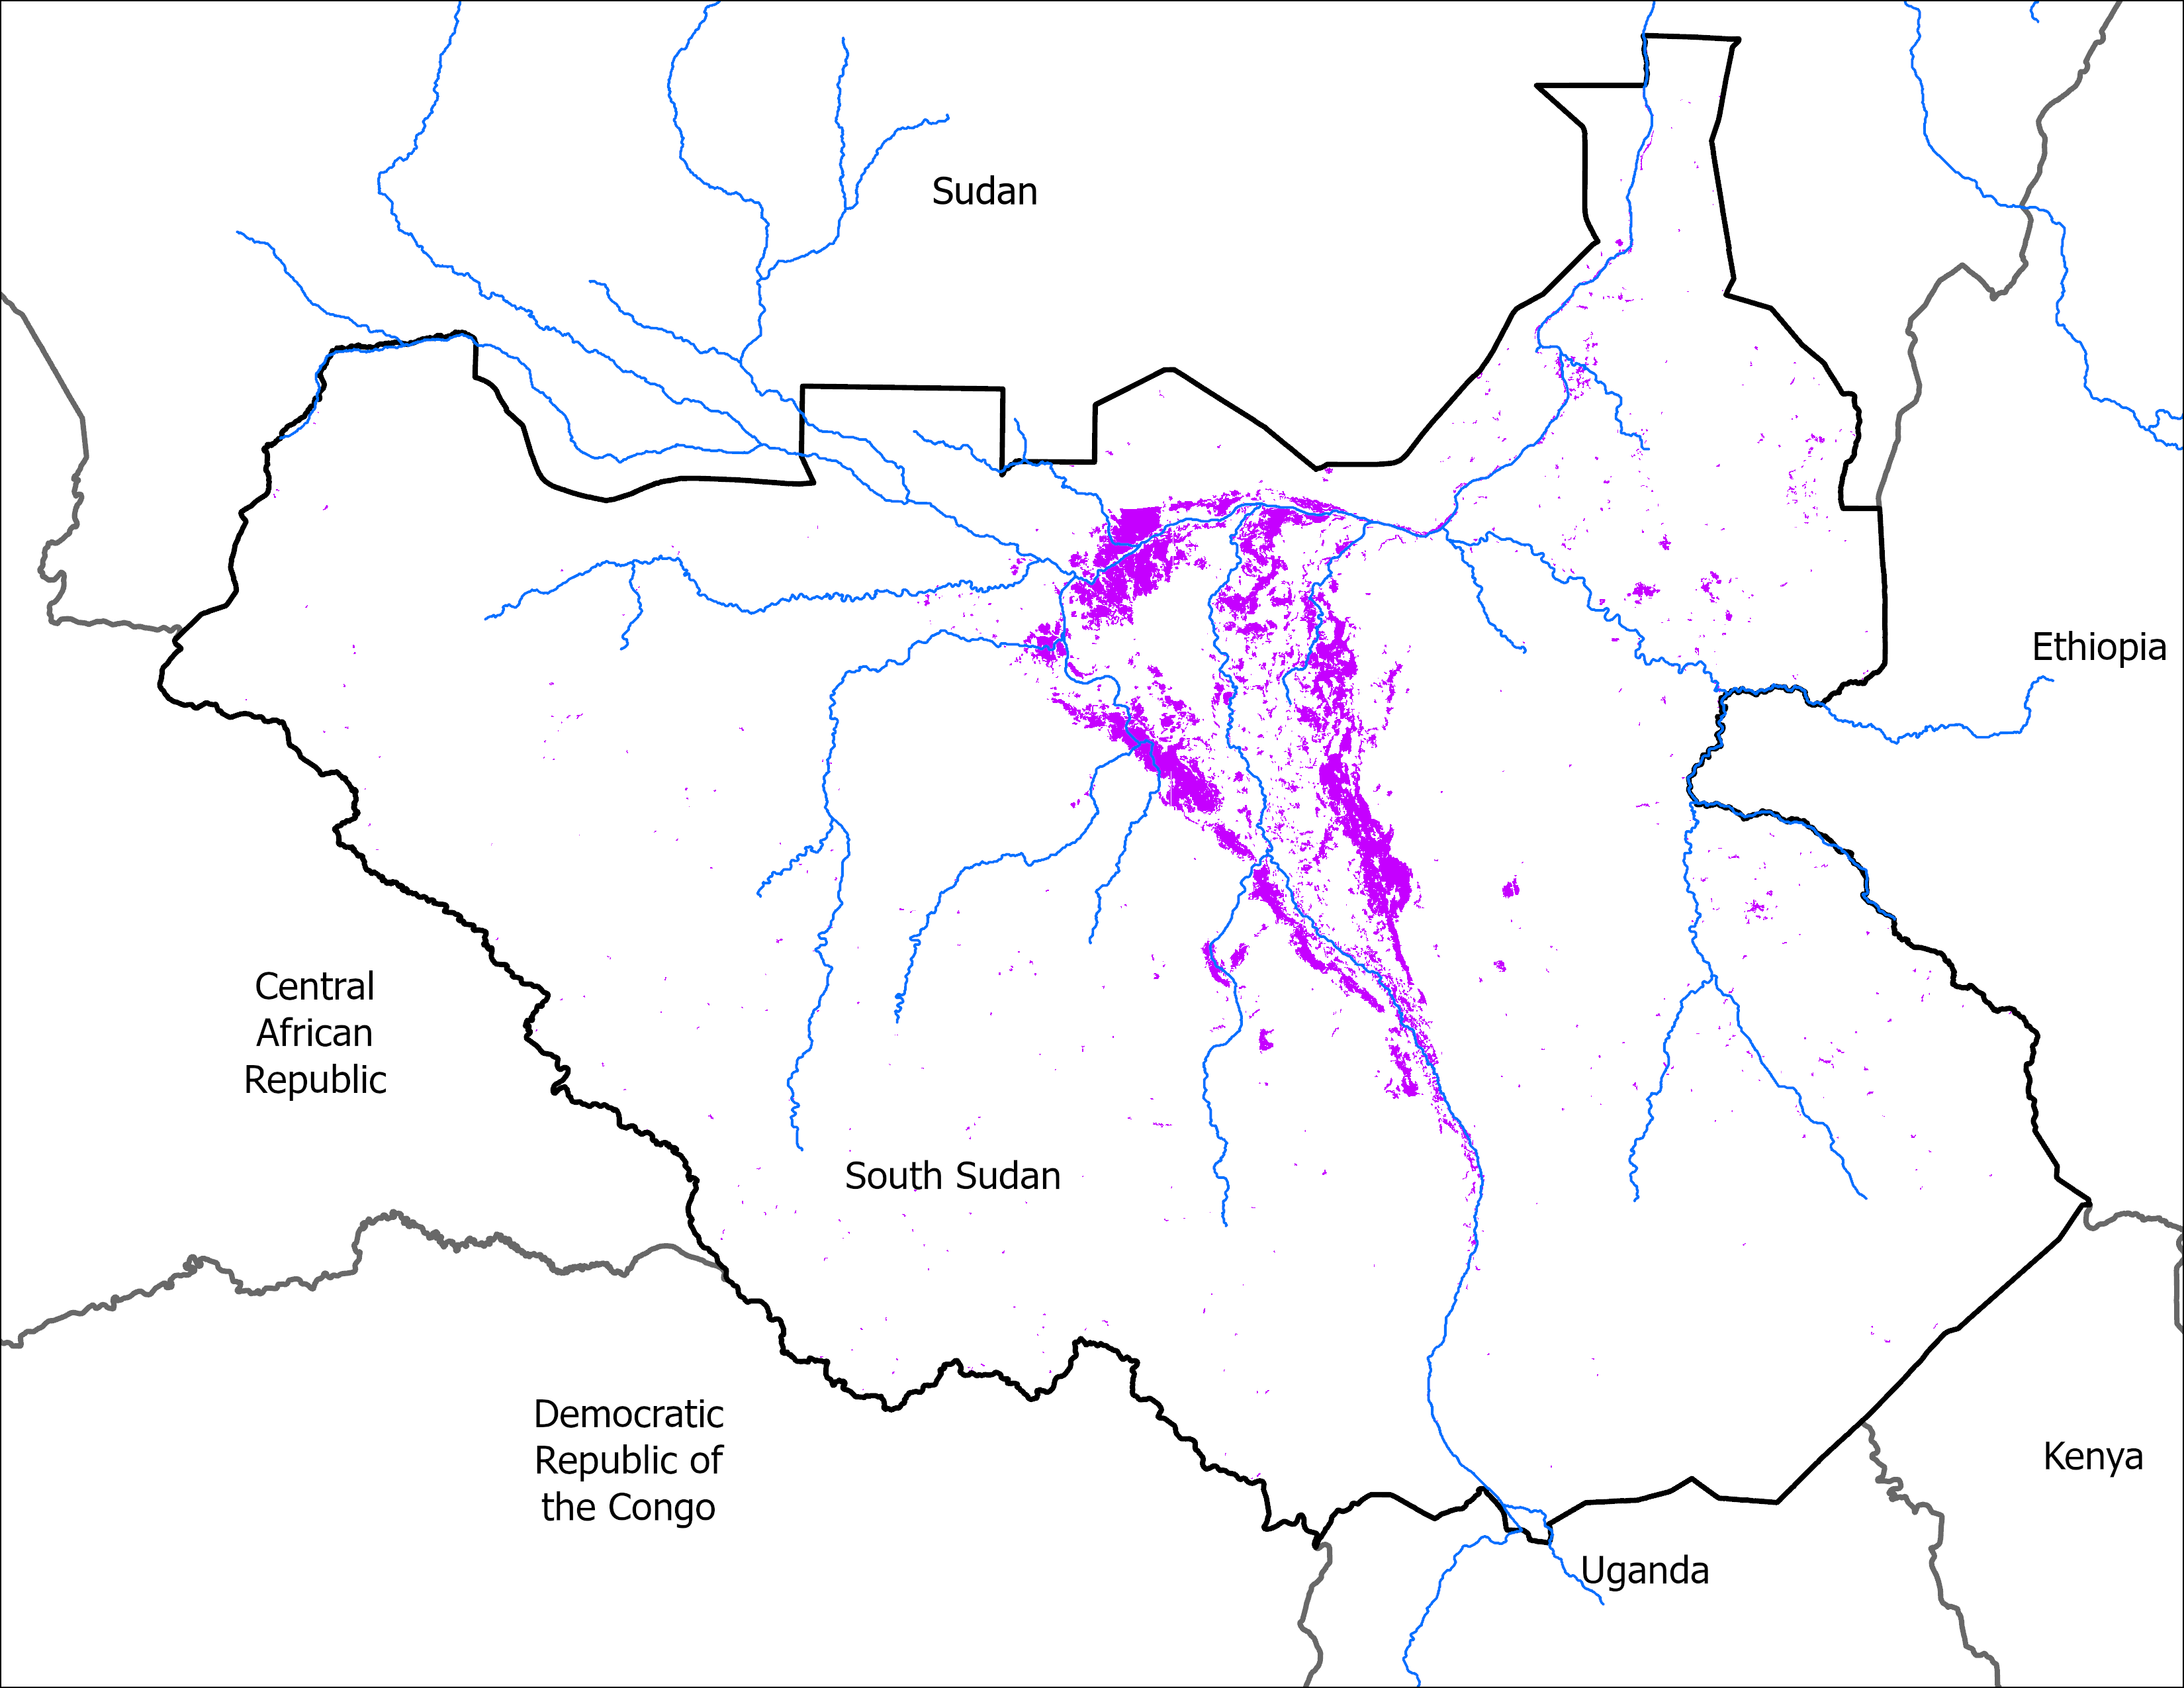 Sudan
Ethiopia
Central
African
Republic
South Sudan
Democratic
Republic of
the Congo
Kenya
Uganda